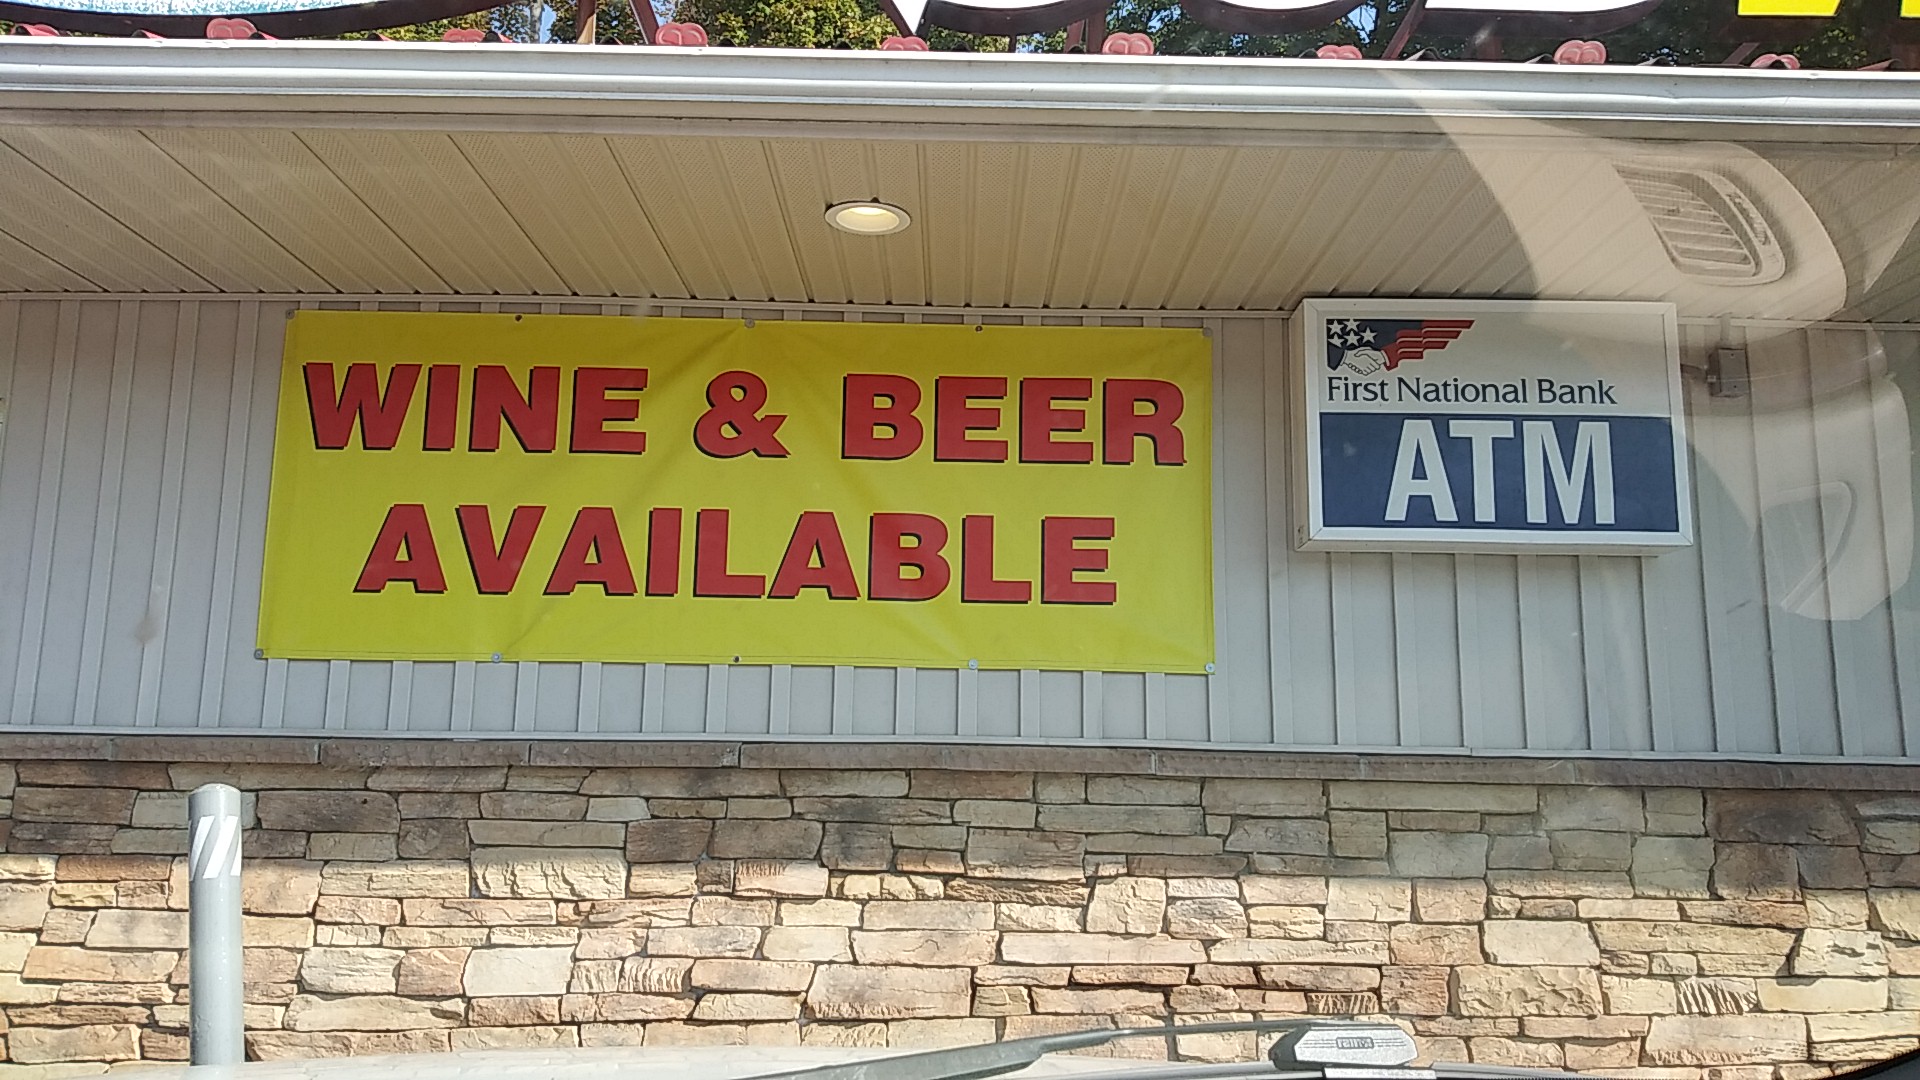 WINE & BEER
AVAILABLE
First National Bank
ATM